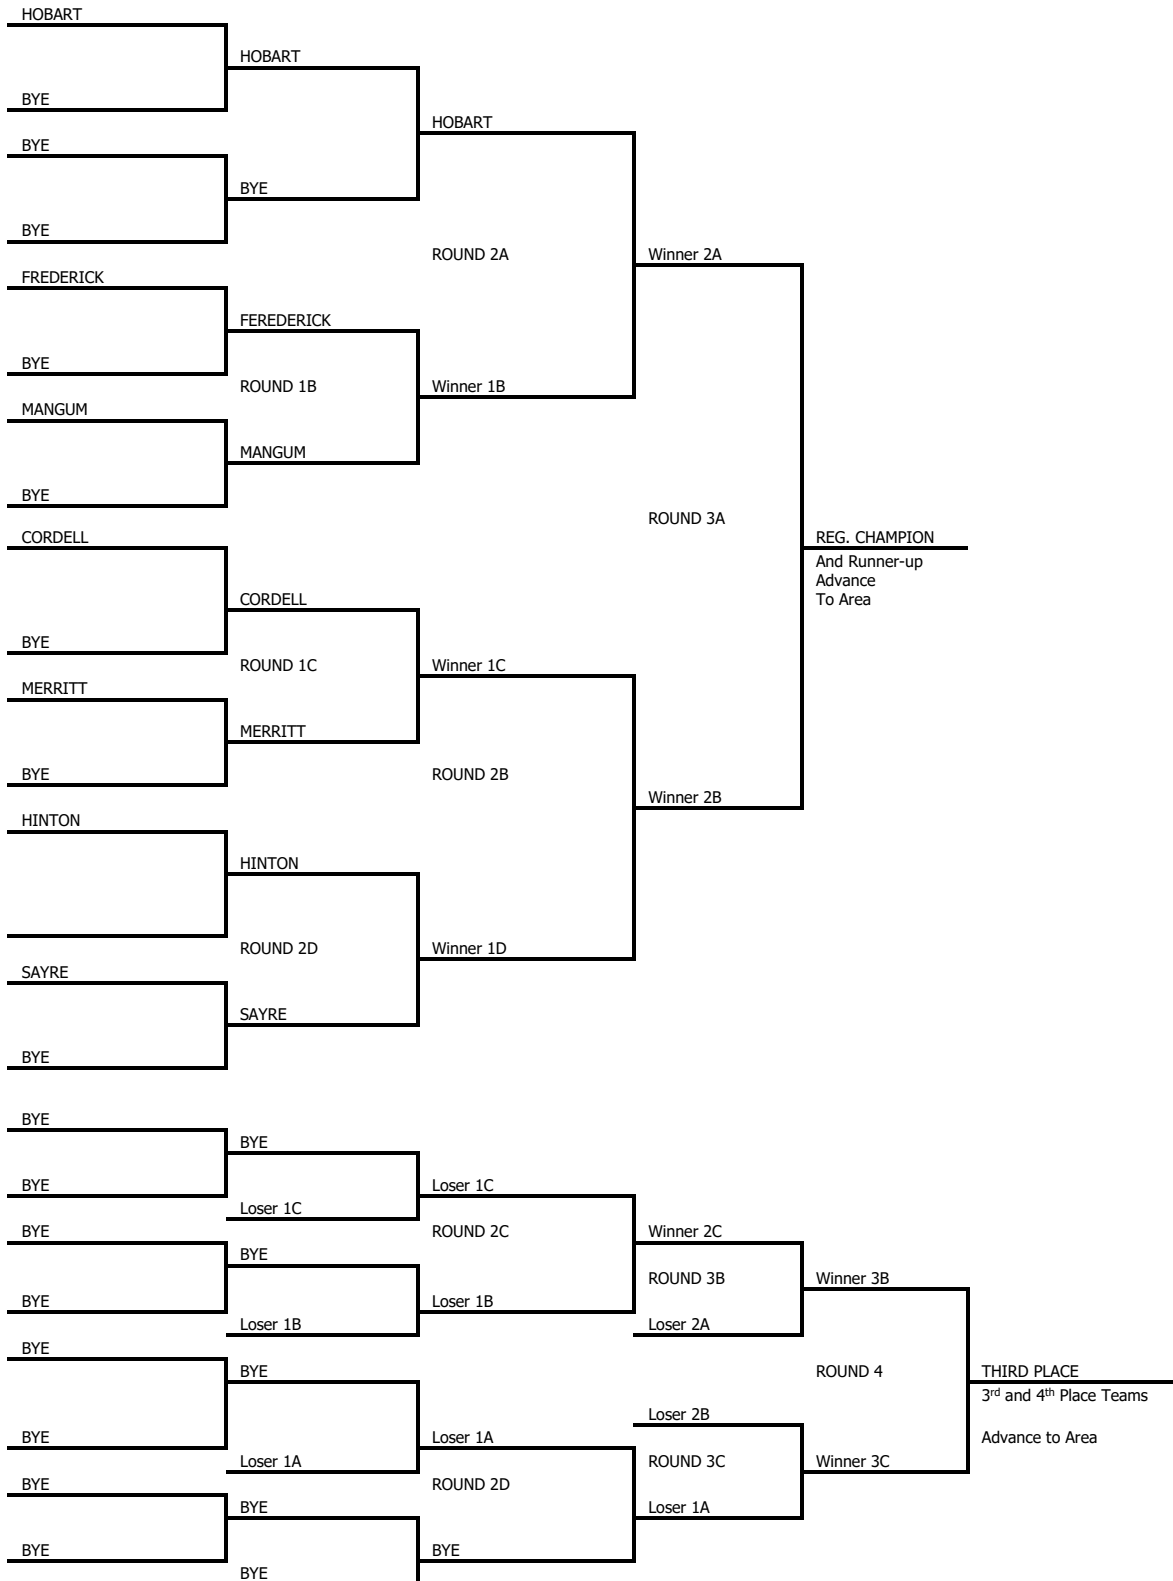 HOBART
HOBART
BYE
HOBART
BYE
BYE
BYE
ROUND 2A
Winner 2A
FREDERICK
FEREDERICK
BYE
ROUND 1B
Winner 1B
MANGUM
MANGUM
BYE
ROUND 3A
CORDELL
REG. CHAMPION
And Runner-up
Advance
To Area
CORDELL
BYE
ROUND 1C
Winner 1C
MERRITT
MERRITT
BYE
ROUND 2B
Winner 2B
HINTON
HINTON
ROUND 2D
Winner 1D
SAYRE
SAYRE
BYE
BYE
BYE
BYE
Loser 1C
Loser 1C
BYE
ROUND 2C
Winner 2C
BYE
ROUND 3B
Winner 3B
BYE
Loser 1B
Loser 1B
Loser 2A
BYE
BYE
ROUND 4
THIRD PLACE
3rd and 4th Place Teams
Loser 2B
BYE
Loser 1A
Advance to Area
Loser 1A
ROUND 3C
Winner 3C
BYE
ROUND 2D
BYE
Loser 1A
BYE
BYE
BYE